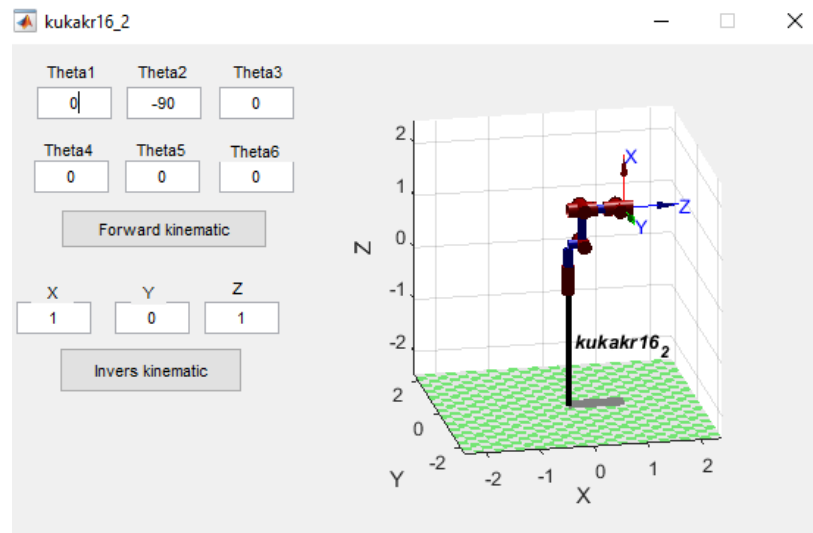 kukakr16_2
Theta1 Theta2 Theta3
0 -90 0
Theta4 Theta5 Theta6
0 0 0
Forward kinematic
X Y Z
1 0 1
Invers kinematic
2
1
0
-1
-2
Z
X
Z
Y
kukakr16_2
2
0
-2
Y
-2 -1 0 1 2
X